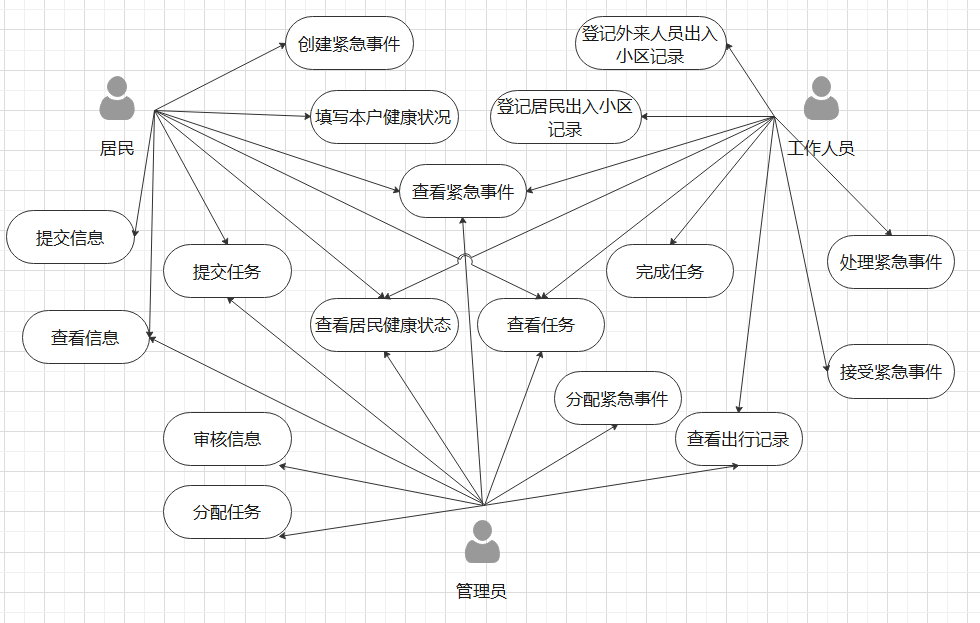 创建紧急事件
登记外来人员出入
小区记录
填写本户健康状况
登记居民出入小区
记录
居民
工作人员
查看紧急事件
提交信息
提交任务
完成任务
处理紧急事件
查看信息
查看居民健康状态
查看任务
接受紧急事件
分配紧急事件
审核信息
查看出行记录
分配任务
管理员